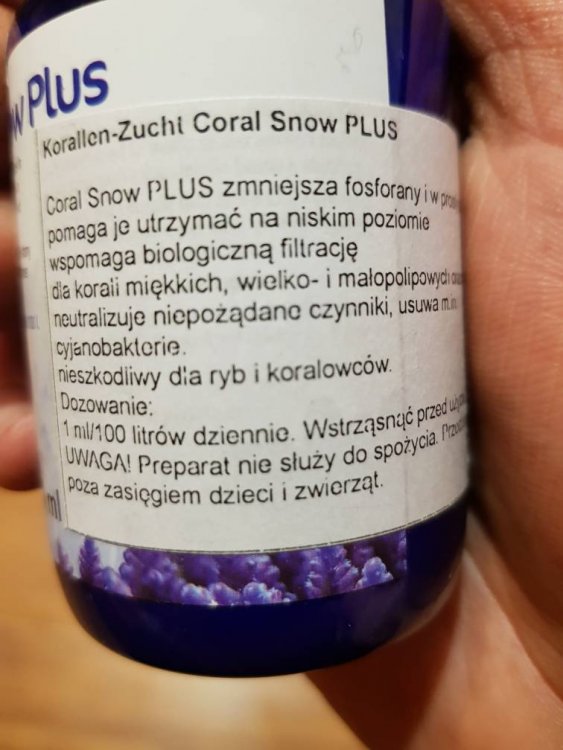 Plus
Korallen-Zucht Coral Snow PLUS
Coral Snow PLUS zmniejsza fosforany i w
pomaga je utrzymać na niskim poziomie
wspomaga biologiczną filtrację
dla korali miękkich, wielko- i małopolipowych
neutralizuje niepożądane czynniki, usuwa m.in.
cyjanobakterie.
nieszkodliwy dla ryb i koralowców.
Dozowanie:
1 ml/100 litrów dziennie. Wstrząsnąć przed
UWAGA! Preparat nie służy do spożycia.
poza zasięgiem dzieci i zwierząt.
ml